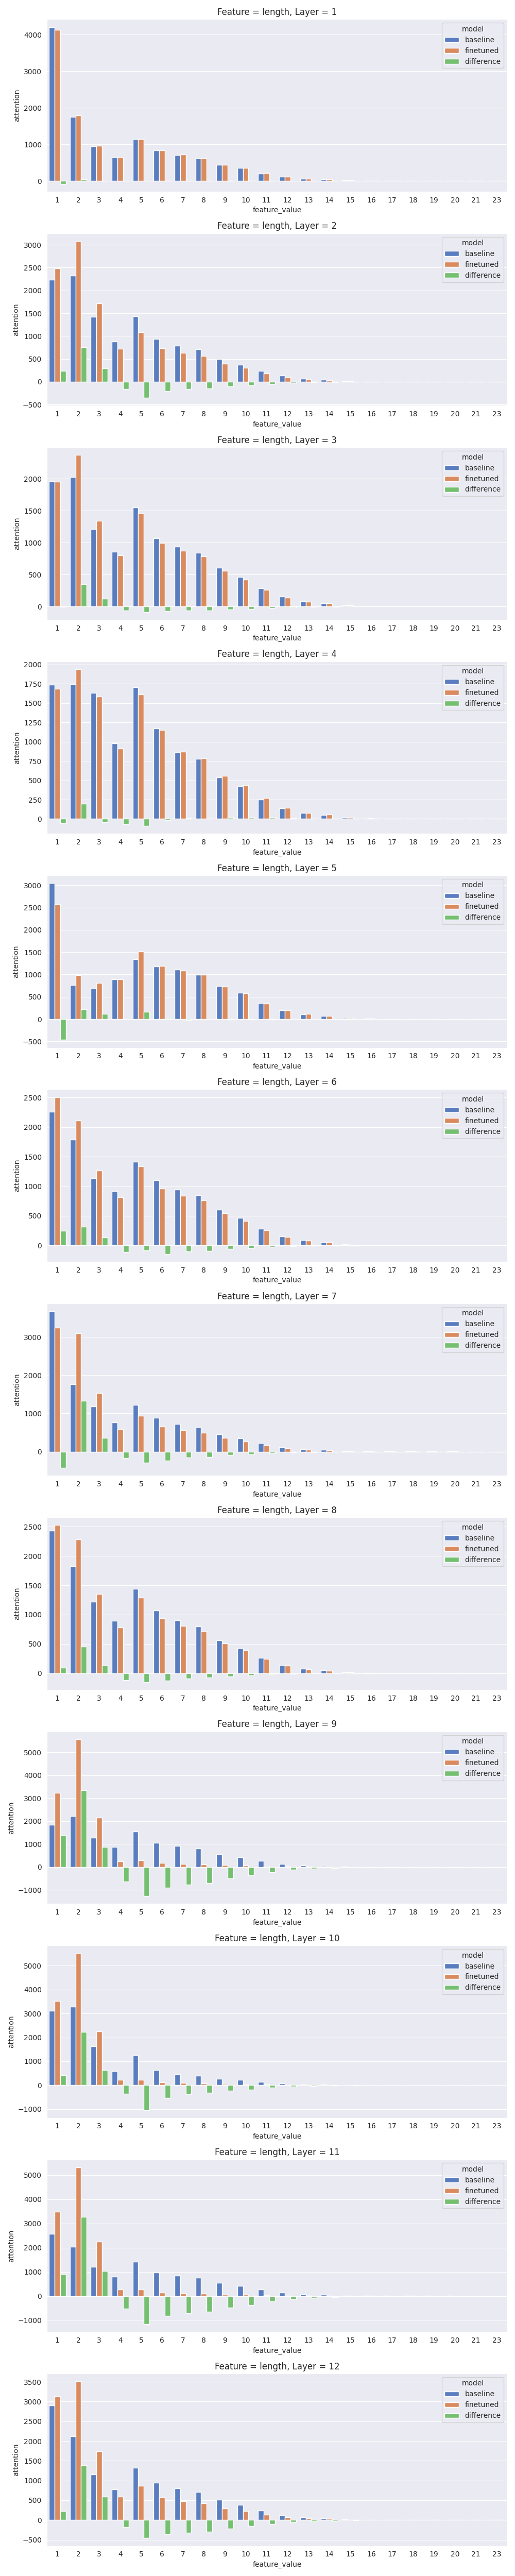 Feature = length, Layer = 1
model
baseline
finetuned
difference
attention
4000
3000
2000
1000
0
1 2 3 4 5 6 7 8 9 10 11 12 13 14 15 16 17 18 19 20 21 23
feature_value
Feature = length, Layer = 2
model
baseline
finetuned
difference
attention
3000
2500
2000
1500
1000
500
0
−500
1 2 3 4 5 6 7 8 9 10 11 12 13 14 15 16 17 18 19 20 21 23
feature_value
Feature = length, Layer = 3
model
baseline
finetuned
difference
attention
2000
1500
1000
500
0
1 2 3 4 5 6 7 8 9 10 11 12 13 14 15 16 17 18 19 20 21 23
feature_value
Feature = length, Layer = 4
model
baseline
finetuned
difference
attention
2000
1750
1500
1250
1000
750
500
250
0
1 2 3 4 5 6 7 8 9 10 11 12 13 14 15 16 17 18 19 20 21 23
feature_value
Feature = length, Layer = 5
model
baseline
finetuned
difference
attention
3000
2500
2000
1500
1000
500
0
−500
1 2 3 4 5 6 7 8 9 10 11 12 13 14 15 16 17 18 19 20 21 23
feature_value
Feature = length, Layer = 6
model
baseline
finetuned
difference
attention
2500
2000
1500
1000
500
0
1 2 3 4 5 6 7 8 9 10 11 12 13 14 15 16 17 18 19 20 21 23
feature_value
Feature = length, Layer = 7
model
baseline
finetuned
difference
attention
3000
2000
1000
0
1 2 3 4 5 6 7 8 9 10 11 12 13 14 15 16 17 18 19 20 21 23
feature_value
Feature = length, Layer = 8
model
baseline
finetuned
difference
attention
2500
2000
1500
1000
500
0
1 2 3 4 5 6 7 8 9 10 11 12 13 14 15 16 17 18 19 20 21 23
feature_value
Feature = length, Layer = 9
model
baseline
finetuned
difference
attention
5000
4000
3000
2000
1000
0
−1000
1 2 3 4 5 6 7 8 9 10 11 12 13 14 15 16 17 18 19 20 21 23
feature_value
Feature = length, Layer = 10
model
baseline
finetuned
difference
attention
5000
4000
3000
2000
1000
0
−1000
1 2 3 4 5 6 7 8 9 10 11 12 13 14 15 16 17 18 19 20 21 23
feature_value
Feature = length, Layer = 11
model
baseline
finetuned
difference
attention
5000
4000
3000
2000
1000
0
−1000
1 2 3 4 5 6 7 8 9 10 11 12 13 14 15 16 17 18 19 20 21 23
feature_value
Feature = length, Layer = 12
model
baseline
finetuned
difference
attention
3500
3000
2500
2000
1500
1000
500
0
−500
1 2 3 4 5 6 7 8 9 10 11 12 13 14 15 16 17 18 19 20 21 23
feature_value